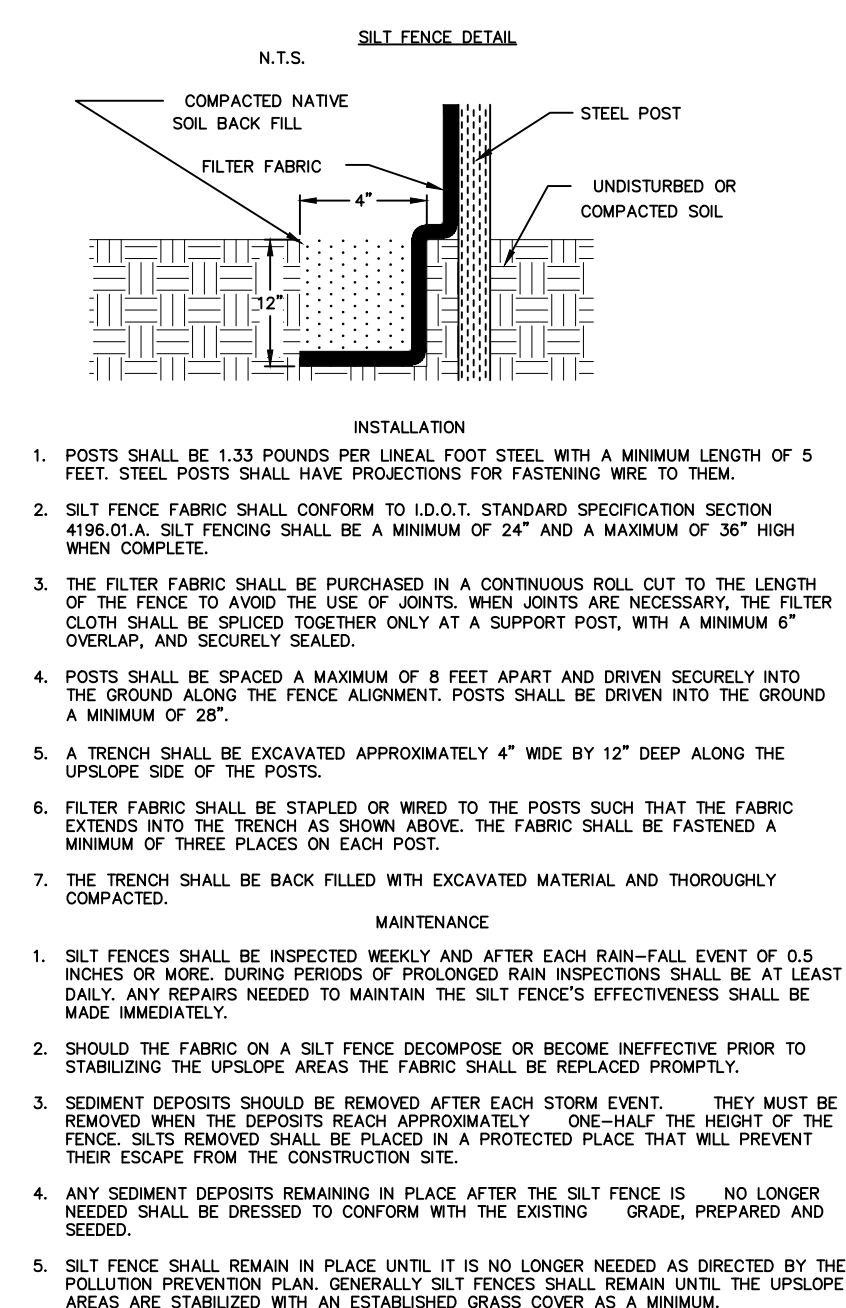 SILT FENCE DETAIL
N.T.S.
COMPACTED NATIVE
SOIL BACK FILL
STEEL POST
FILTER FABRIC
4"
UNDISTURBED OR
COMPACTED SOIL
12"
INSTALLATION
1. POSTS SHALL BE 1.33 POUNDS PER LINEAL FOOT STEEL WITH A MINIMUM LENGTH OF 5
FEET. STEEL POSTS SHALL HAVE PROJECTIONS FOR FASTENING WIRE TO THEM.
2. SILT FENCE FABRIC SHALL CONFORM TO I.D.O.T. STANDARD SPECIFICATION SECTION
4196.01.A. SILT FENCING SHALL BE A MINIMUM OF 24" AND A MAXIMUM OF 36" HIGH
WHEN COMPLETE.
3. THE FILTER FABRIC SHALL BE PURCHASED IN A CONTINUOUS ROLL CUT TO THE LENGTH
OF THE FENCE TO AVOID THE USE OF JOINTS. WHEN JOINTS ARE NECESSARY, THE FILTER
CLOTH SHALL BE SPLICED TOGETHER ONLY AT A SUPPORT POST, WITH A MINIMUM 6"
OVERLAP, AND SECURELY SEALED.
4. POSTS SHALL BE SPACED A MAXIMUM OF 8 FEET APART AND DRIVEN SECURELY INTO
THE GROUND ALONG THE FENCE ALIGNMENT. POSTS SHALL BE DRIVEN INTO THE GROUND
A MINIMUM OF 28".
5. A TRENCH SHALL BE EXCAVATED APPROXIMATELY 4" WIDE BY 12" DEEP ALONG THE
UPSLOPE SIDE OF THE POSTS.
6. FILTER FABRIC SHALL BE STAPLED OR WIRED TO THE POSTS SUCH THAT THE FABRIC
EXTENDS INTO THE TRENCH AS SHOWN ABOVE. THE FABRIC SHALL BE FASTENED A
MINIMUM OF THREE PLACES ON EACH POST.
7. THE TRENCH SHALL BE BACK FILLED WITH EXCAVATED MATERIAL AND THOROUGHLY
COMPACTED.
MAINTENANCE
1. SILT FENCES SHALL BE INSPECTED WEEKLY AND AFTER EACH RAIN-FALL EVENT OF 0.5
INCHES OR MORE. DURING PERIODS OF PROLONGED RAIN INSPECTIONS SHALL BE AT LEAST
DAILY. ANY REPAIRS NEEDED TO MAINTAIN THE SILT FENCE'S EFFECTIVENESS SHALL BE
MADE IMMEDIATELY.
2. SHOULD THE FABRIC ON A SILT FENCE DECOMPOSE OR BECOME INEFFECTIVE PRIOR TO
STABILIZING THE UPSLOPE AREAS THE FABRIC SHALL BE REPLACED PROMPTLY.
3. SEDIMENT DEPOSITS SHOULD BE REMOVED AFTER EACH STORM EVENT. THEY MUST BE
REMOVED WHEN THE DEPOSITS REACH APPROXIMATELY ONE-HALF THE HEIGHT OF THE
FENCE. SILTS REMOVED SHALL BE PLACED IN A PROTECTED PLACE THAT WILL PREVENT
THEIR ESCAPE FROM THE CONSTRUCTION SITE.
4. ANY SEDIMENT DEPOSITS REMAINING IN PLACE AFTER THE SILT FENCE IS NO LONGER
NEEDED SHALL BE DRESSED TO CONFORM WITH THE EXISTING GRADE, PREPARED AND
SEEDED.
5. SILT FENCE SHALL REMAIN IN PLACE UNTIL IT IS NO LONGER NEEDED AS DIRECTED BY THE
POLLUTION PREVENTION PLAN. GENERALLY SILT FENCES SHALL REMAIN UNTIL THE UPSLOPE
AREAS ARE STABILIZED WITH AN ESTABLISHED GRASS COVER AS A MINIMUM.